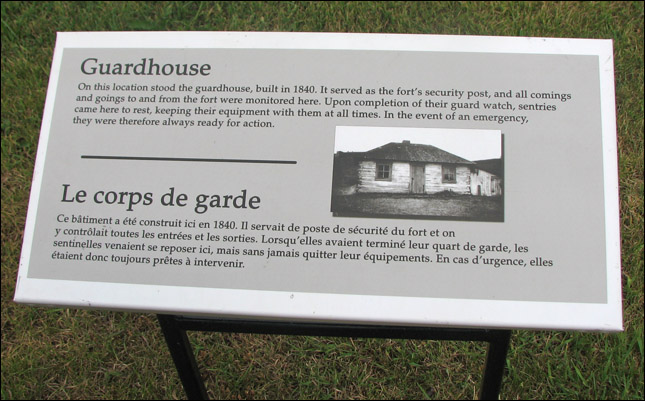 Guardhouse
On this location stood the guardhouse, built in 1840. It served as the fort's security post, and all comings
and goings to and from the fort were monitored here. Upon completion of their guard watch, sentries
came here to rest, keeping their equipment with them at all times. In the event of an emergency,
they were therefore always ready for action.
Le corps de garde
Ce bâtiment a été construit ici en 1840. Il servait de poste de sécurité du fort et on
y contrôlait toutes les entrées et les sorties. Lorsqu'elles avaient terminé leur quart de garde, les
sentinelles venaient se reposer ici, mais sans jamais quitter leur équipements. En cas d'urgence, elles
étaient donc toujours prêtes à intervenir.